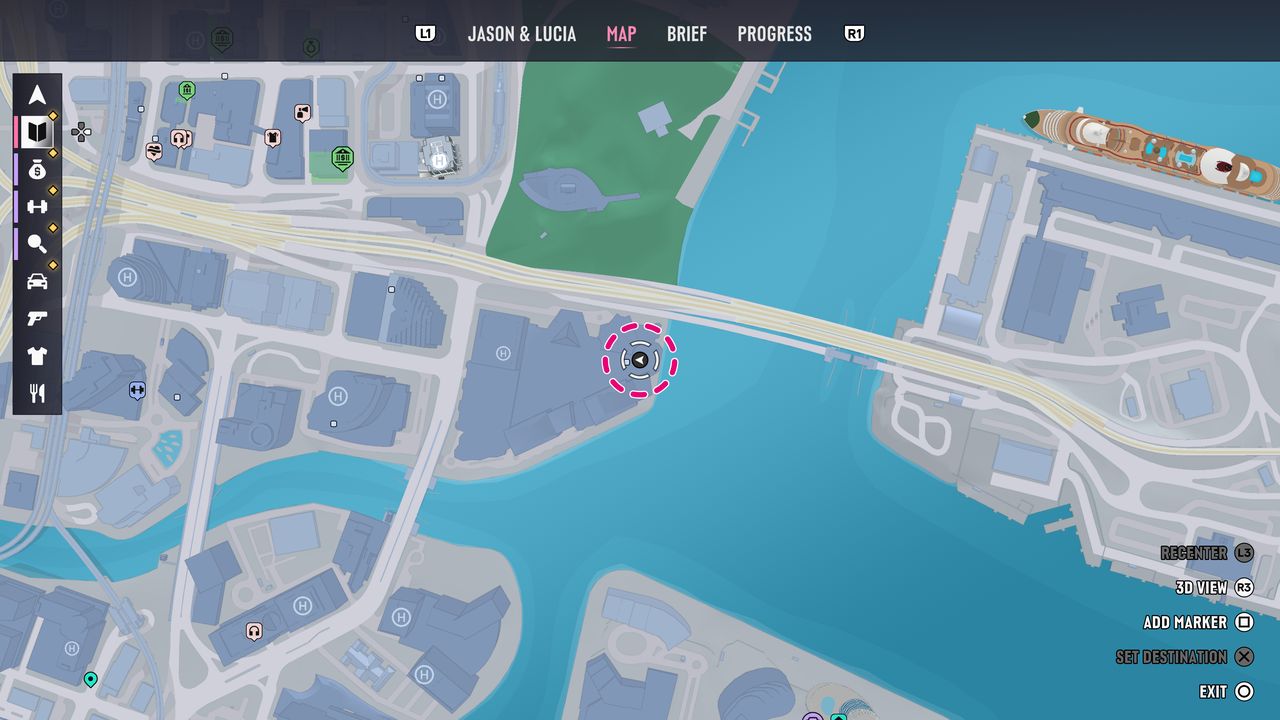 L1 JASON & LUCIA MAP BRIEF PROGRESS R1
H
H
H
H
H
H
H
H
H
H
H
H
RECENTER L3
3D VIEW R3
ADD MARKER
SET DESTINATION
EXIT